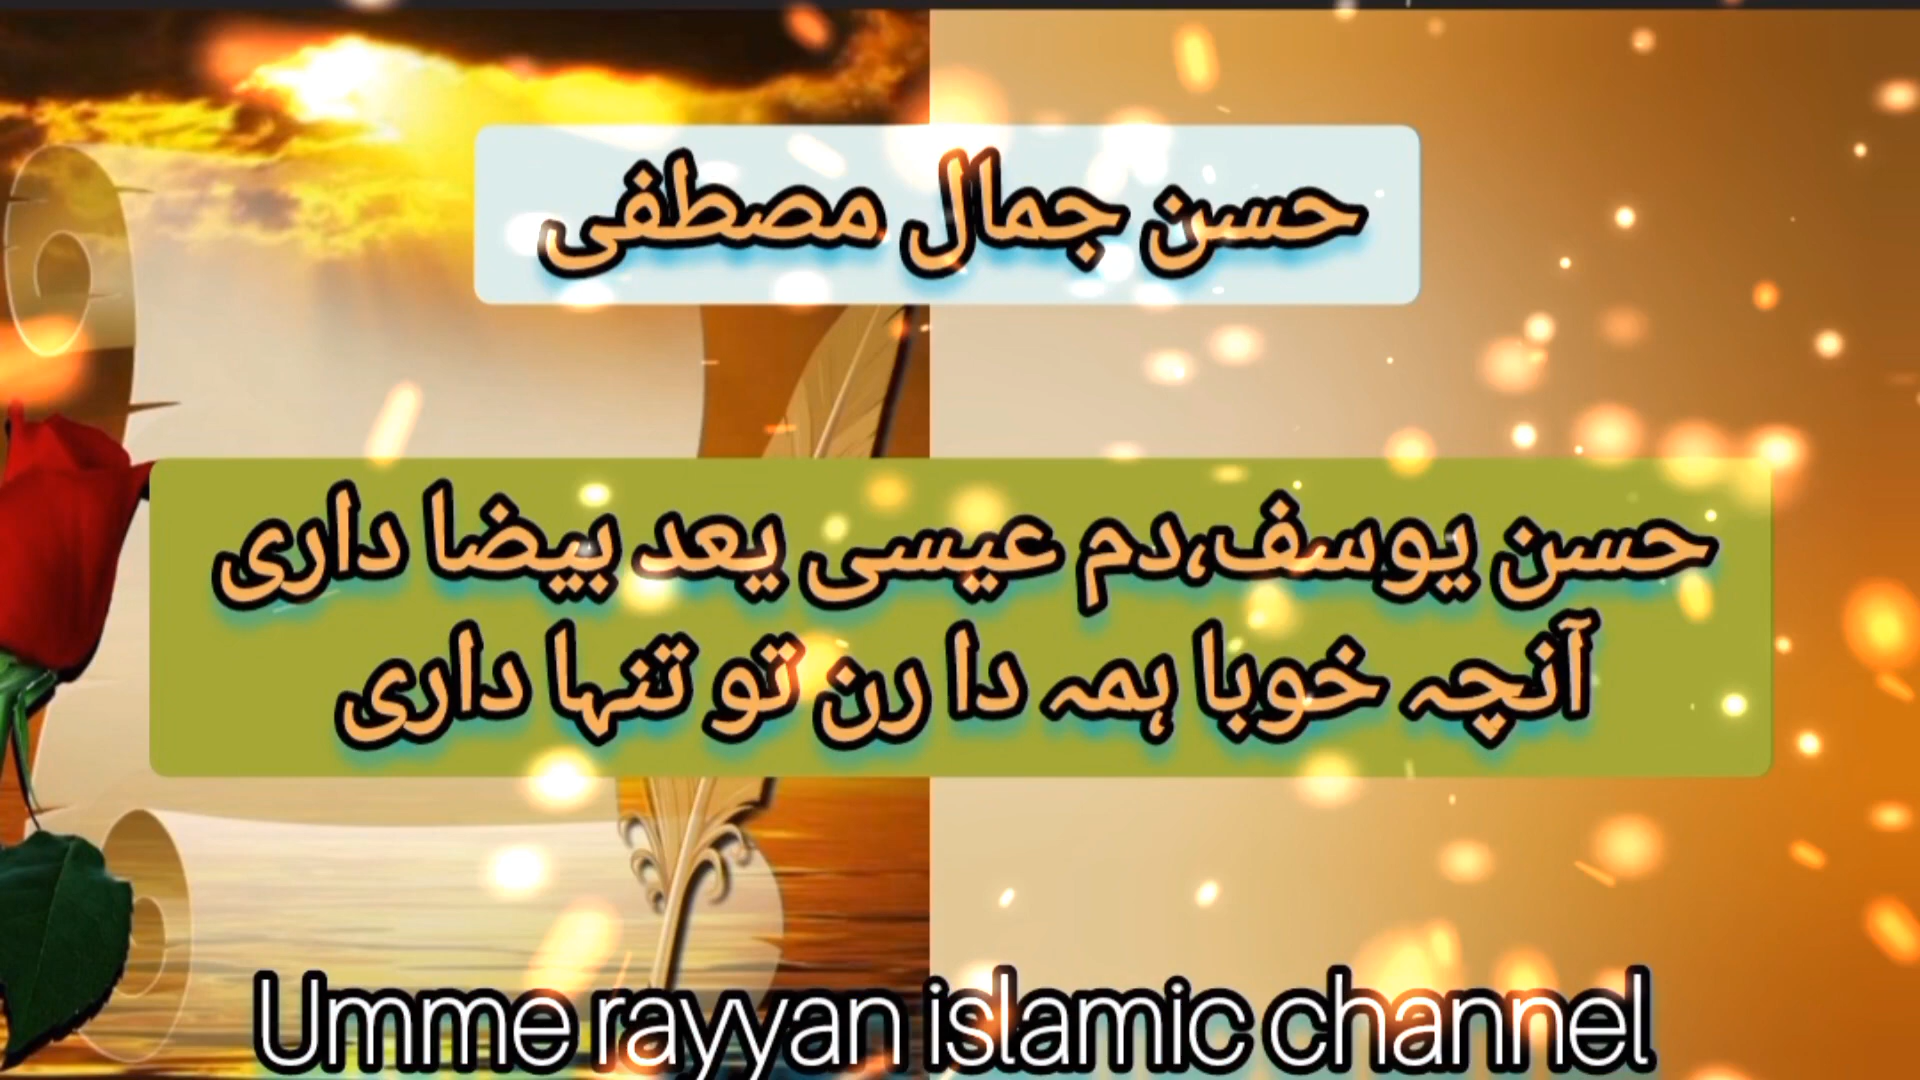 حسن جمال مصطفی
حسن یوسف،دم عیسی یعد بیضا داری
آنچہ خوبا ہمہ دا رن تو تنہا داری
Umme rayyan islamic channel